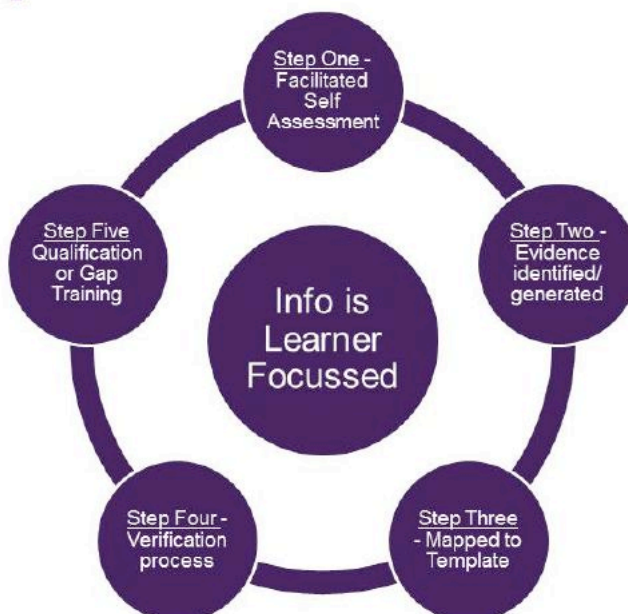 Step One -
Facilitated
Self
Assessment
Step Two -
Evidence
identified/
generated
Step Three
- Mapped to
Template
Step Four -
Verification
process
Step Five
Qualification
or Gap
Training
Info is
Learner
Focussed